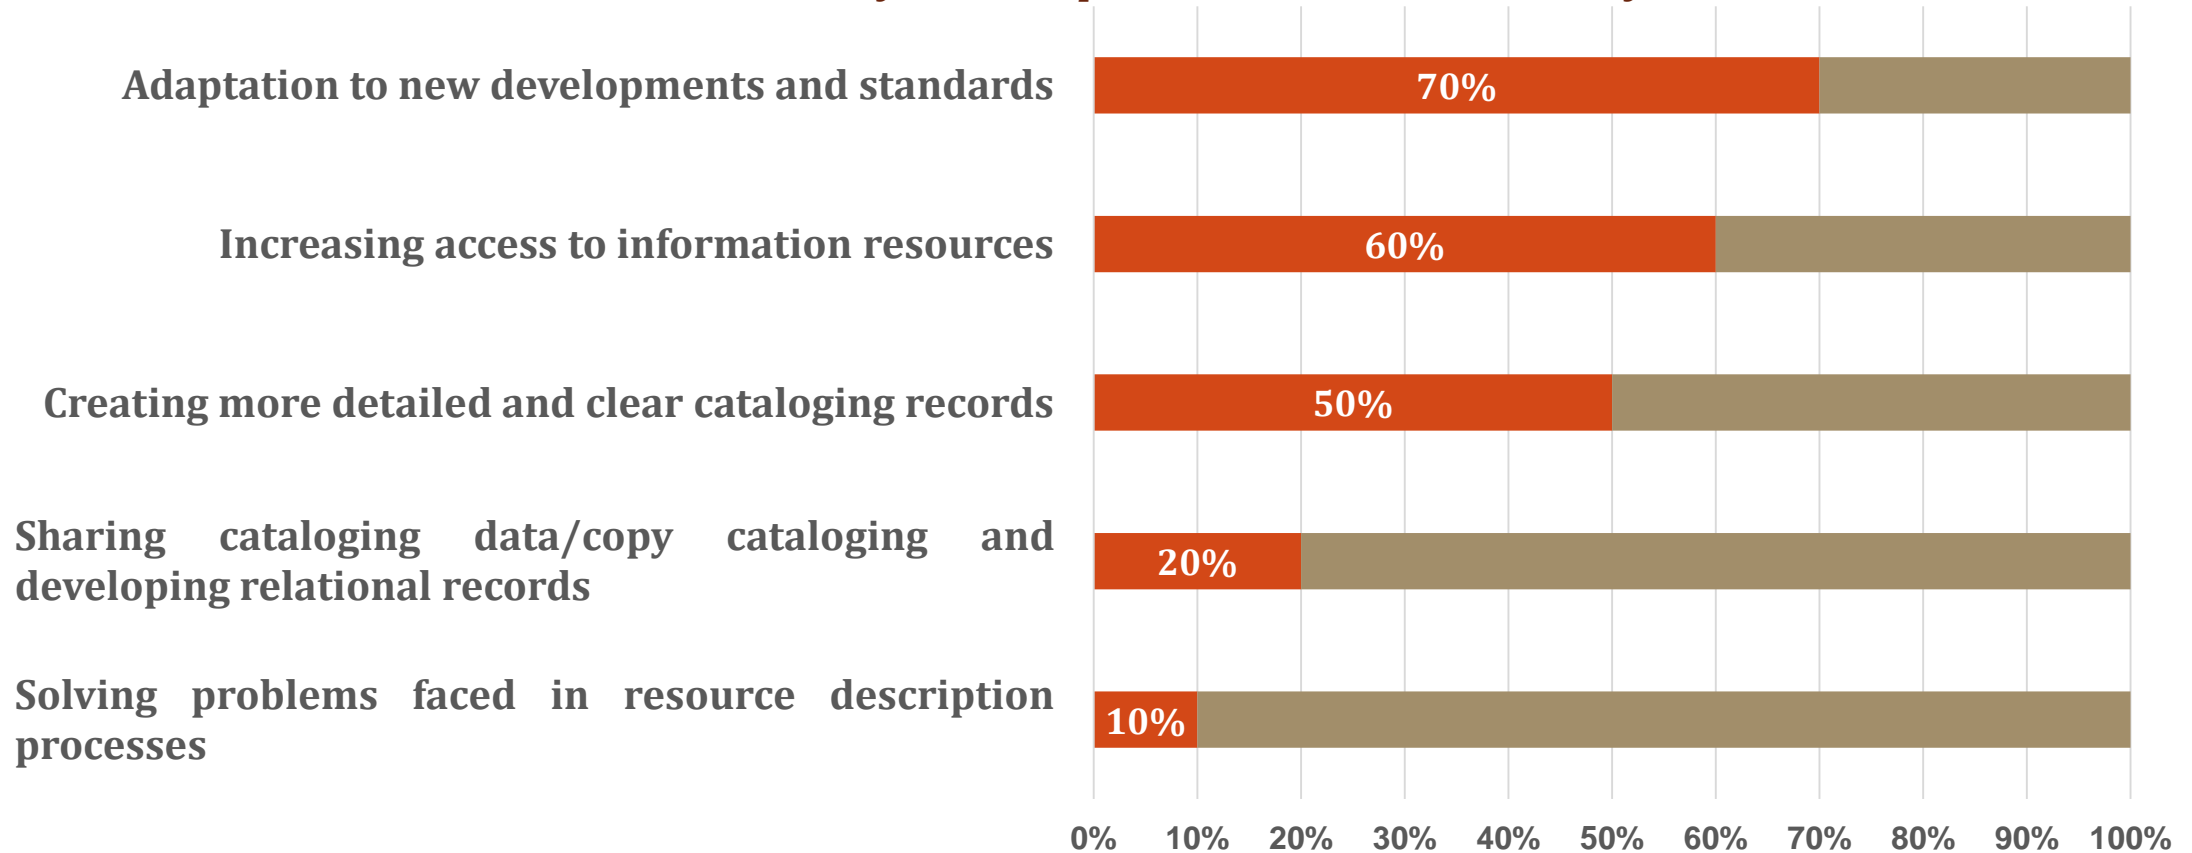 Adaptation to new developments and standards
70%
Increasing access to information resources
60%
Creating more detailed and clear cataloging records
50%
Sharing cataloging data/copy cataloging and
developing relational records
20%
Solving problems faced in resource description
processes
10%
0% 10% 20% 30% 40% 50% 60% 70% 80% 90% 100%